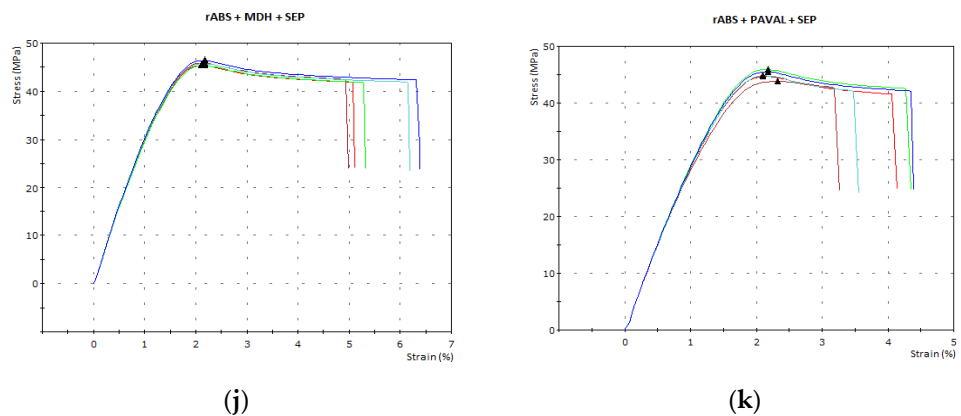 rABS + MDH + SEP
Stress (MPa)
50
40
30
20
10
0
0 1 2 3 4 5 6 7
Strain (%)
(j)
rABS + PAVAL + SEP
Stress (MPa)
50
40
30
20
10
0
0 1 2 3 4 5
Strain (%)
(k)